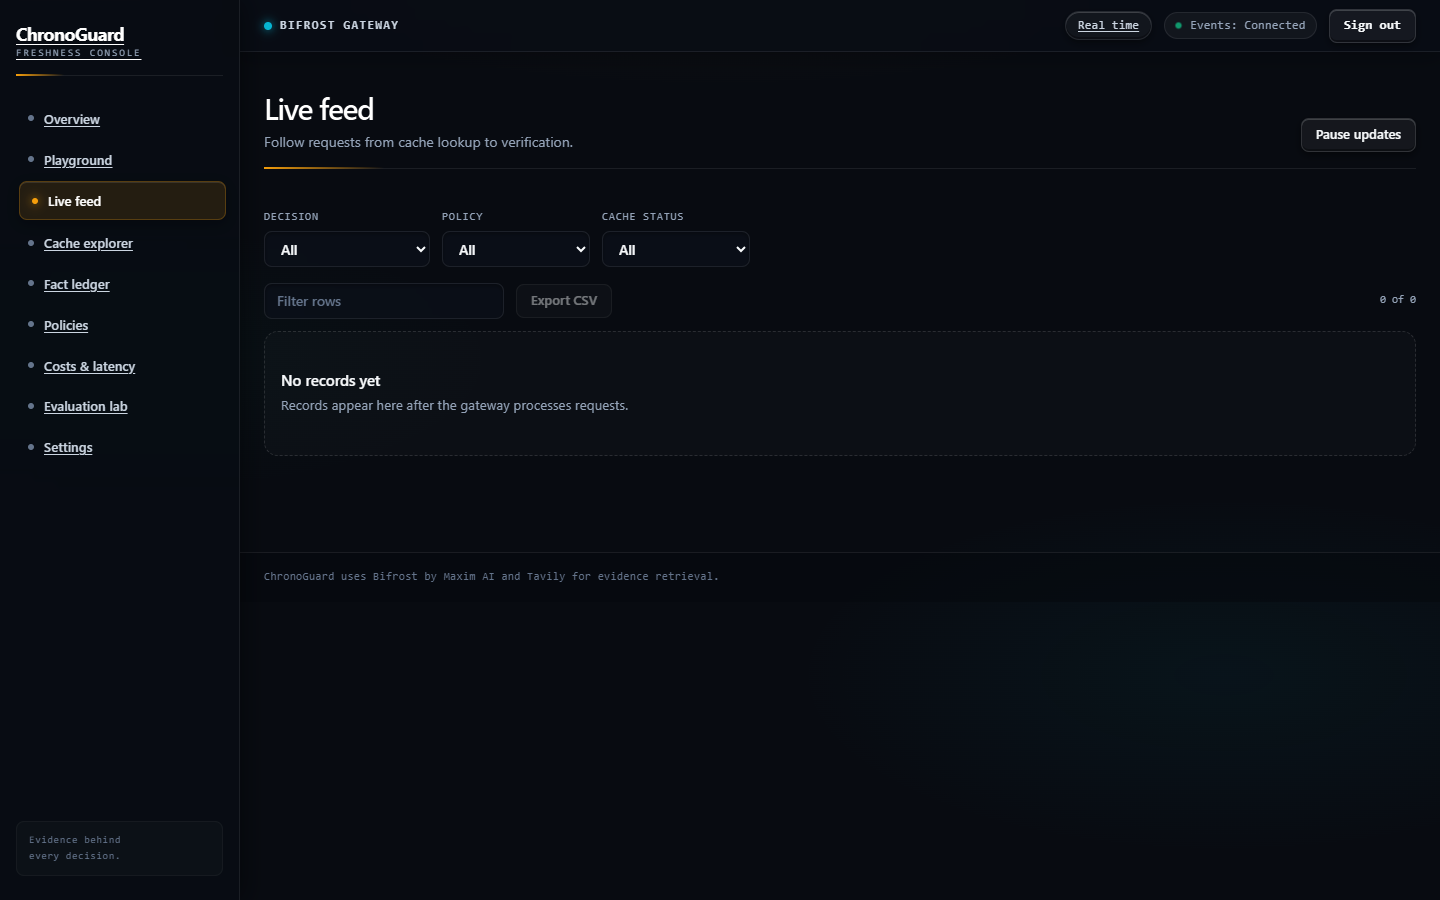 ChronoGuard
FRESHNESS CONSOLE
Overview
Playground
Live feed
Cache explorer
Fact ledger
Policies
Costs & latency
Evaluation lab
Settings
Evidence behind
every decision.
BIFROST GATEWAY
Real time
Events: Connected
Sign out
Live feed
Follow requests from cache lookup to verification.
Pause updates
DECISION
POLICY
CACHE STATUS
All
All
All
Filter rows
Export CSV
0 of 0
No records yet
Records appear here after the gateway processes requests.
ChronoGuard uses Bifrost by Maxim AI and Tavily for evidence retrieval.